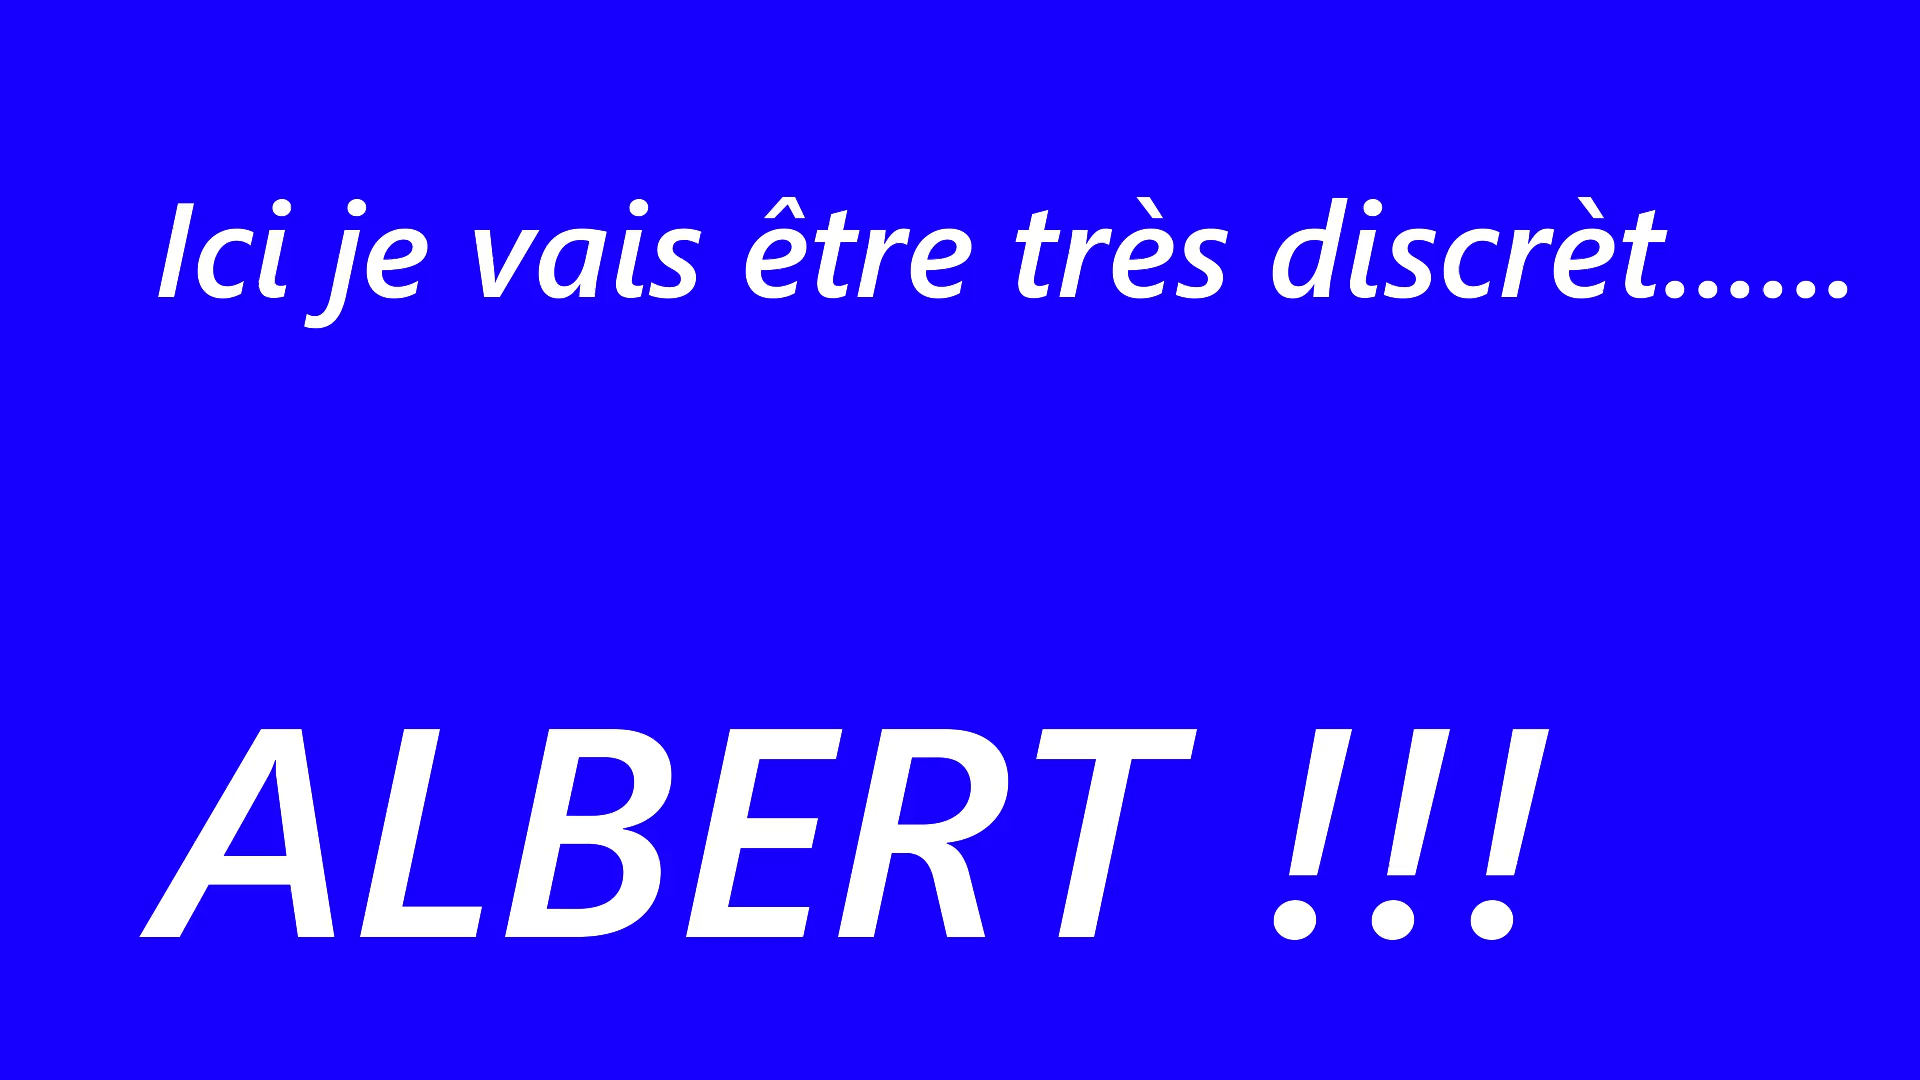 Ici je vais être très discrèt......
ALBERT !!!